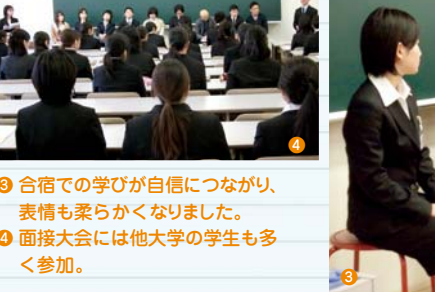 ④
③
❸ 合宿での学びが自信につながり、
表情も柔らかくなりました。
❹ 面接大会には他大学の学生も多
く参加。